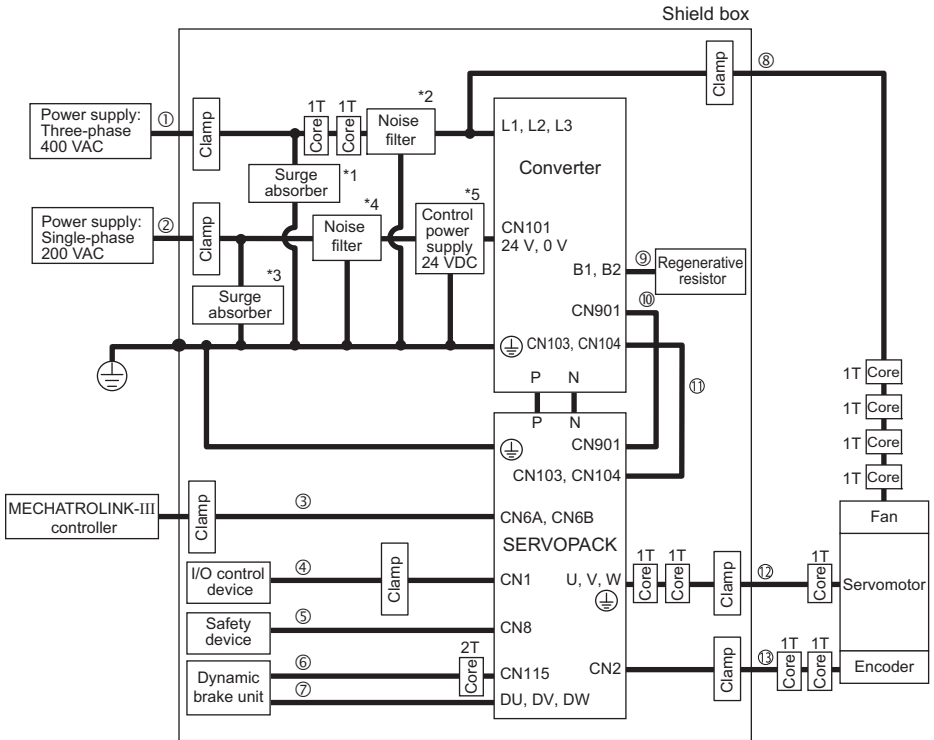 Shield box
Power supply:
Three-phase
400 VAC
①
Clamp
1T
Core
1T
Core
*2
Noise
filter
L1, L2, L3
Converter
Clamp
⑧
Surge
absorber
*1
Power supply:
Single-phase
200 VAC
②
Clamp
*4
Noise
filter
*5
Control
power
supply
24 VDC
CN101
24 V, 0 V
*3
Surge
absorber
B1, B2
⑨
Regenerative
resistor
CN901
⑩
CN103, CN104
⑪
P N
P N
CN901
CN103, CN104
1T Core
1T Core
1T Core
1T Core
Fan
Servomotor
Encoder
MECHATROLINK-III
controller
Clamp
③
CN6A, CN6B
SERVOPACK
I/O control
device
④
Clamp
CN1
U, V, W
1T
Core
1T
Core
Clamp
⑫
1T
Core
Safety
device
⑤
CN8
Dynamic
brake unit
⑥
2T
Core
CN115
⑦
DU, DV, DW
CN2
Clamp
⑬
1T
Core
1T
Core